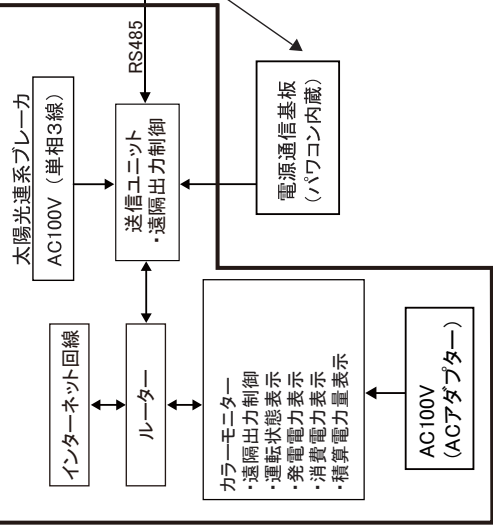 太陽光連系ブレーカ
AC100V（単相3線）
RS485
送信ユニット
・遠隔出力制御
電源通信基板
（パワコン内蔵）
インターネット回線
ルーター
カラーモニター
・遠隔出力制御
・運転状態表示
・発電電力表示
・消費電力表示
・積算電力量表示
AC100V
（ACアダプター）